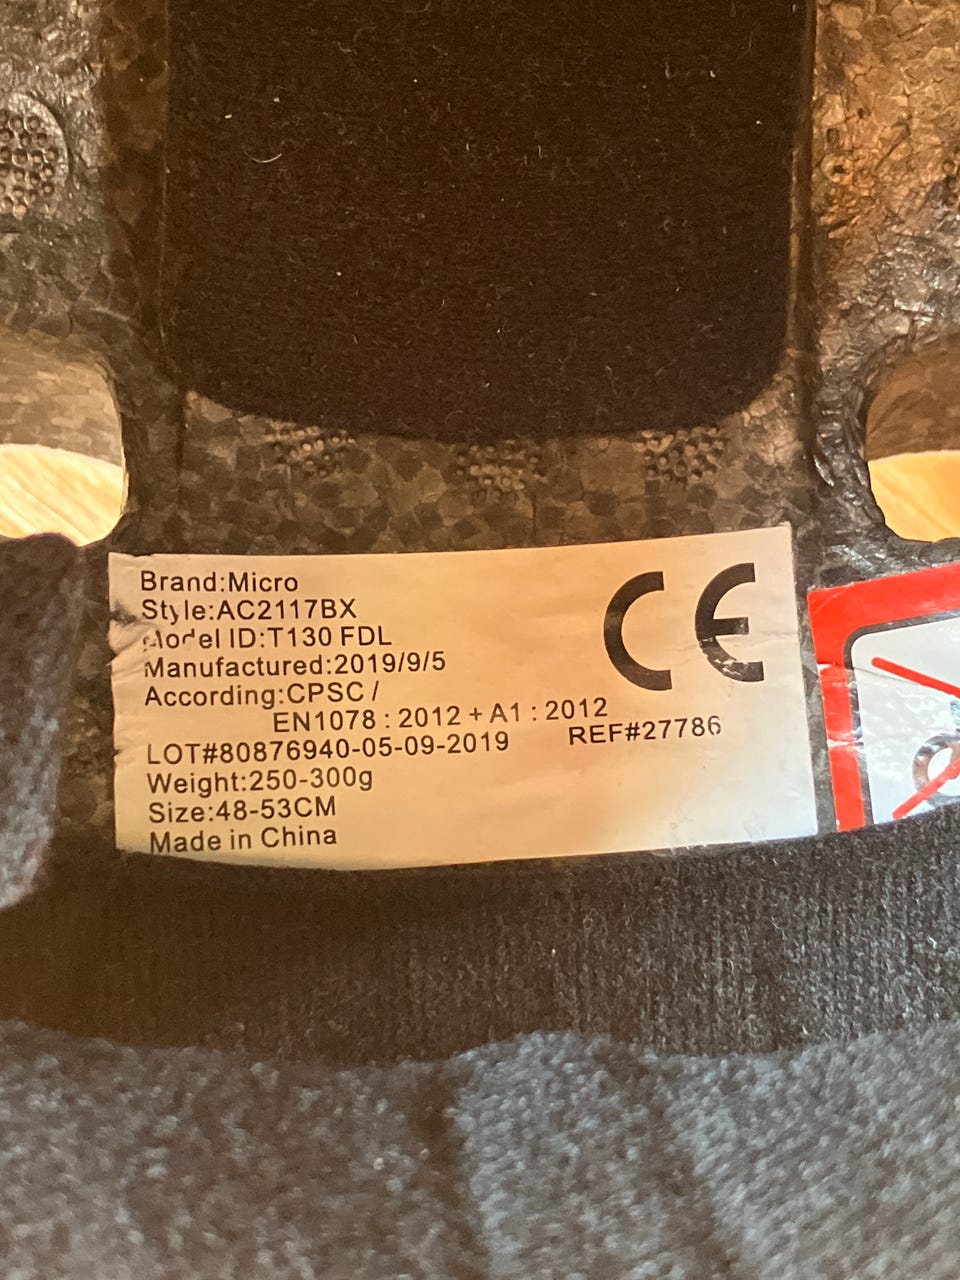 Brand:Micro
Style:AC2117BX
Model ID:T130 FDL
Manufactured:2019/9/5
According:CPSC /
EN1078 : 2012 + A1 : 2012
LOT#80876940-05-09-2019 REF#27786
Weight:250-300g
Size:48-53CM
Made in China
CE